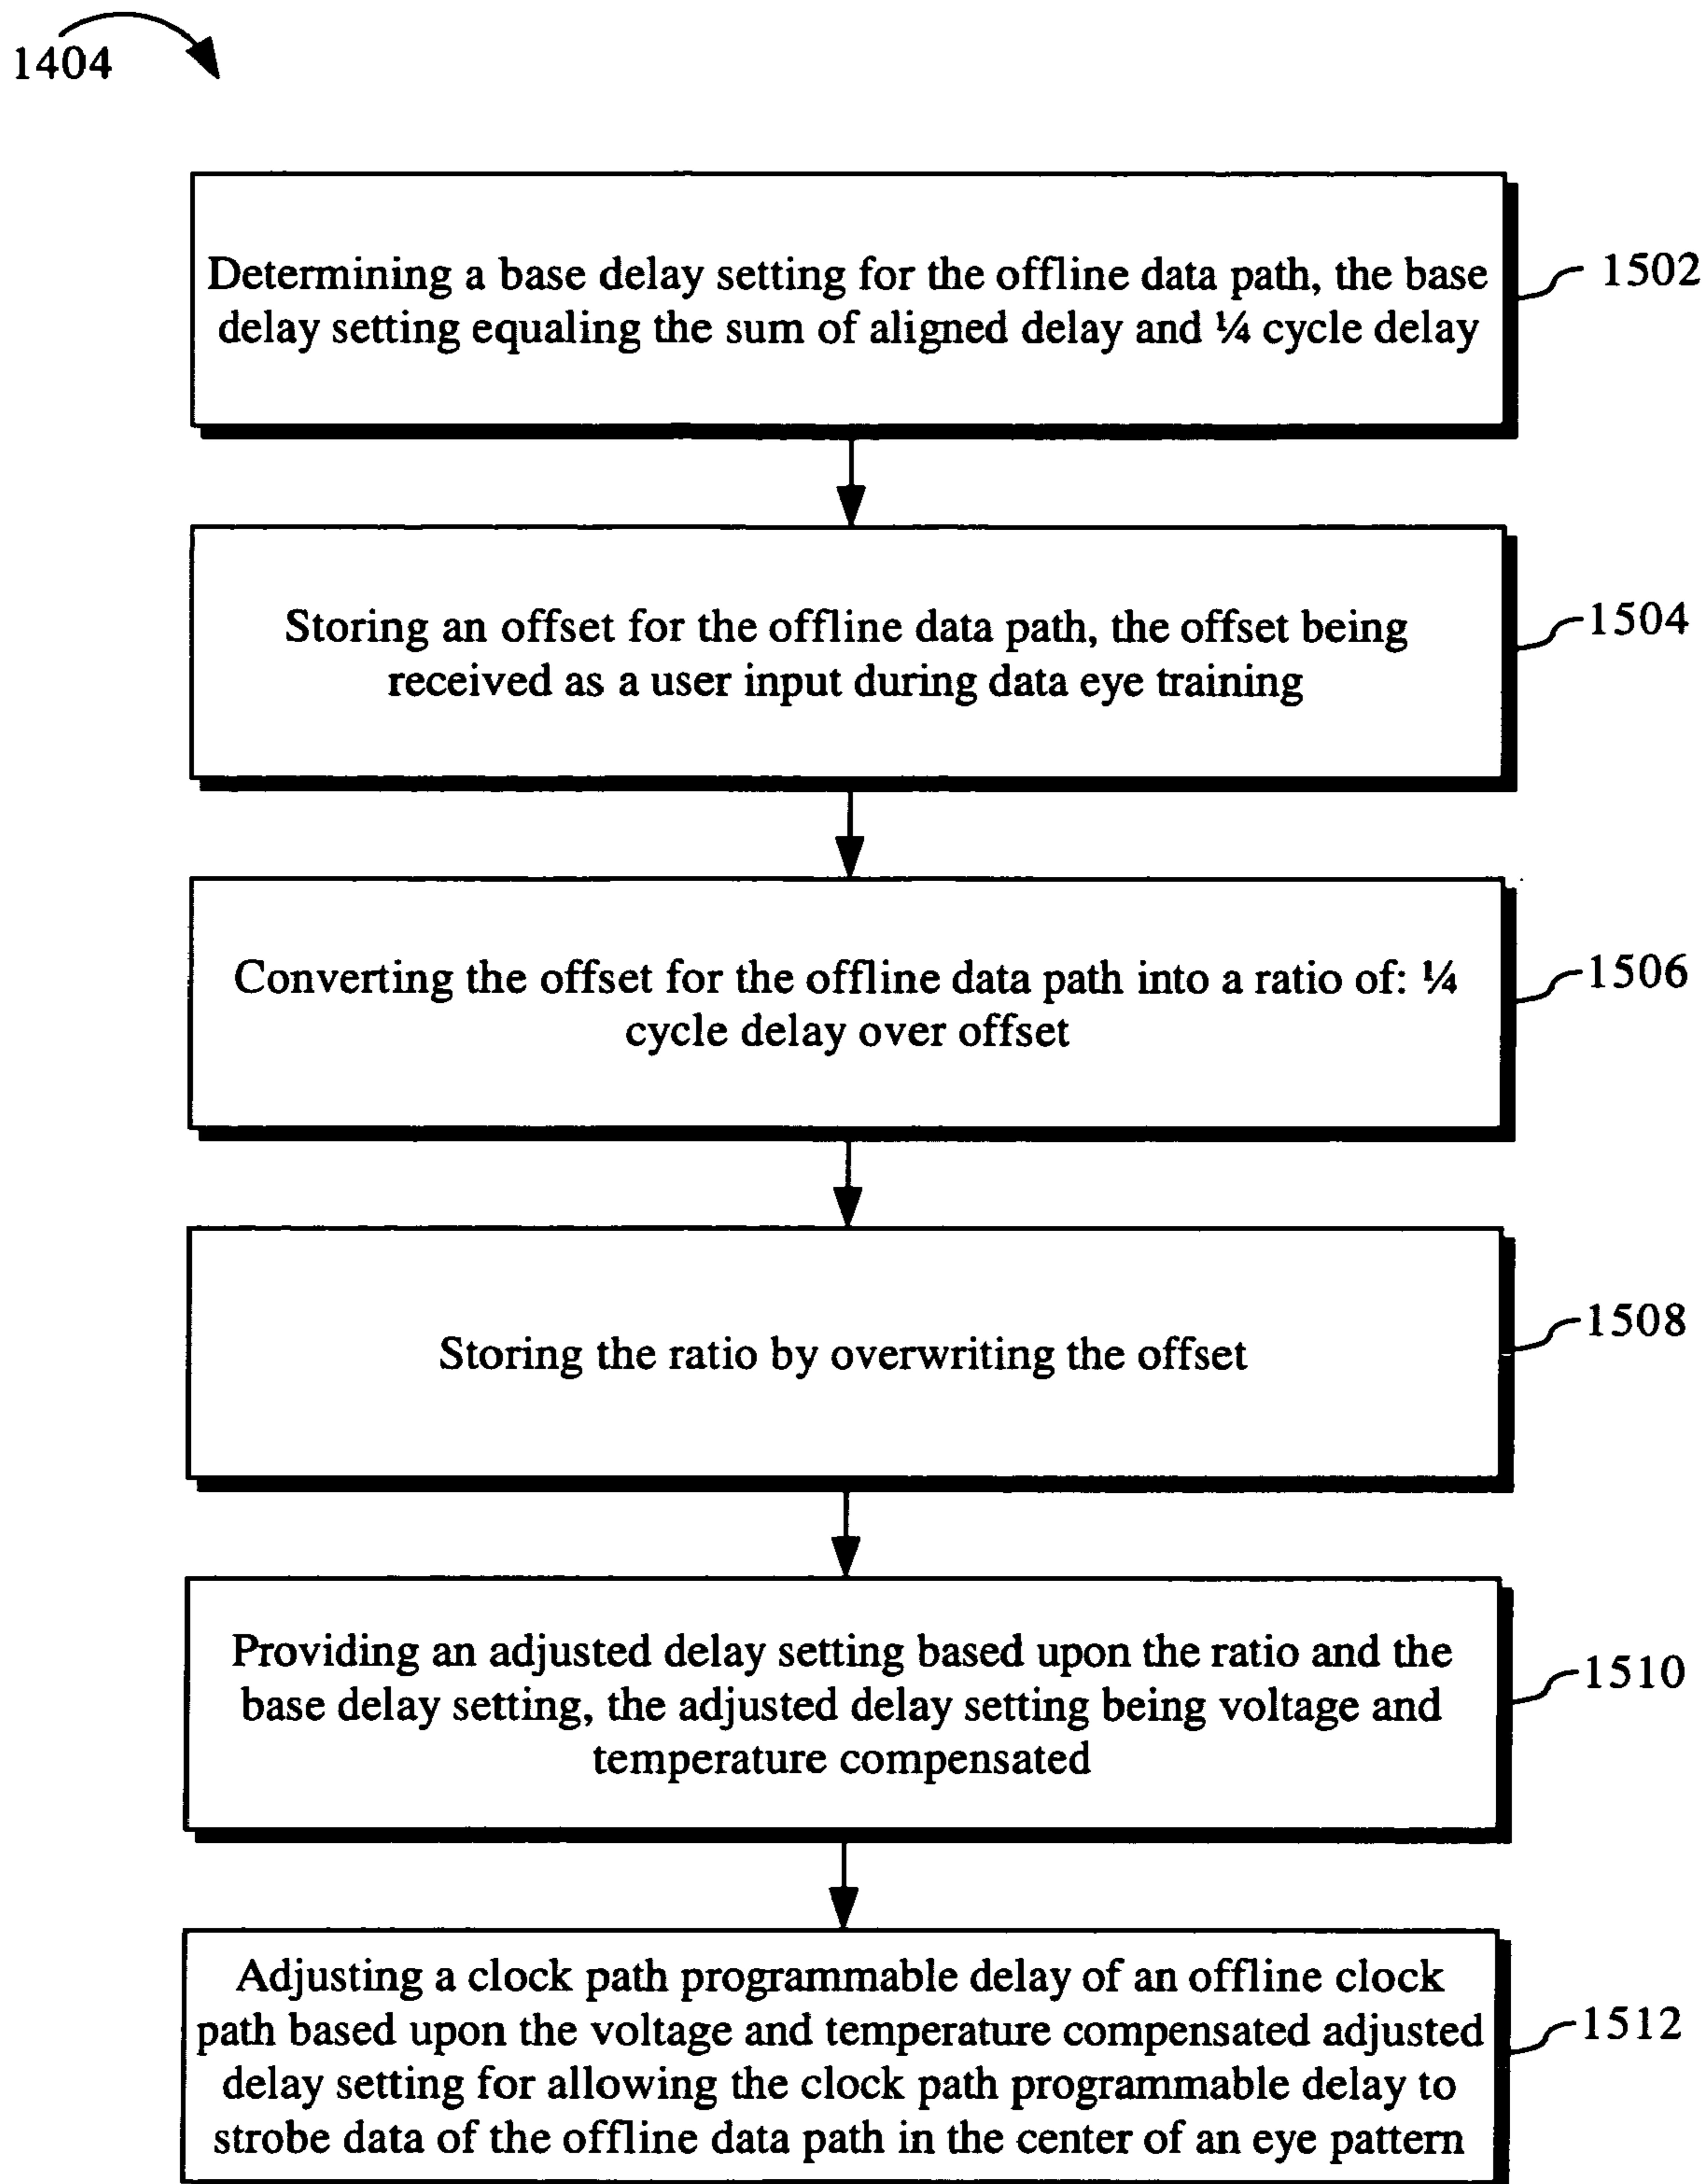 1404
Determining a base delay setting for the offline data path, the base
delay setting equaling the sum of aligned delay and ¼ cycle delay
1502
Storing an offset for the offline data path, the offset being
received as a user input during data eye training
1504
Converting the offset for the offline data path into a ratio of: ¼
cycle delay over offset
1506
Storing the ratio by overwriting the offset
1508
Providing an adjusted delay setting based upon the ratio and the
base delay setting, the adjusted delay setting being voltage and
temperature compensated
1510
Adjusting a clock path programmable delay of an offline clock
path based upon the voltage and temperature compensated adjusted
delay setting for allowing the clock path programmable delay to
strobe data of the offline data path in the center of an eye pattern
1512